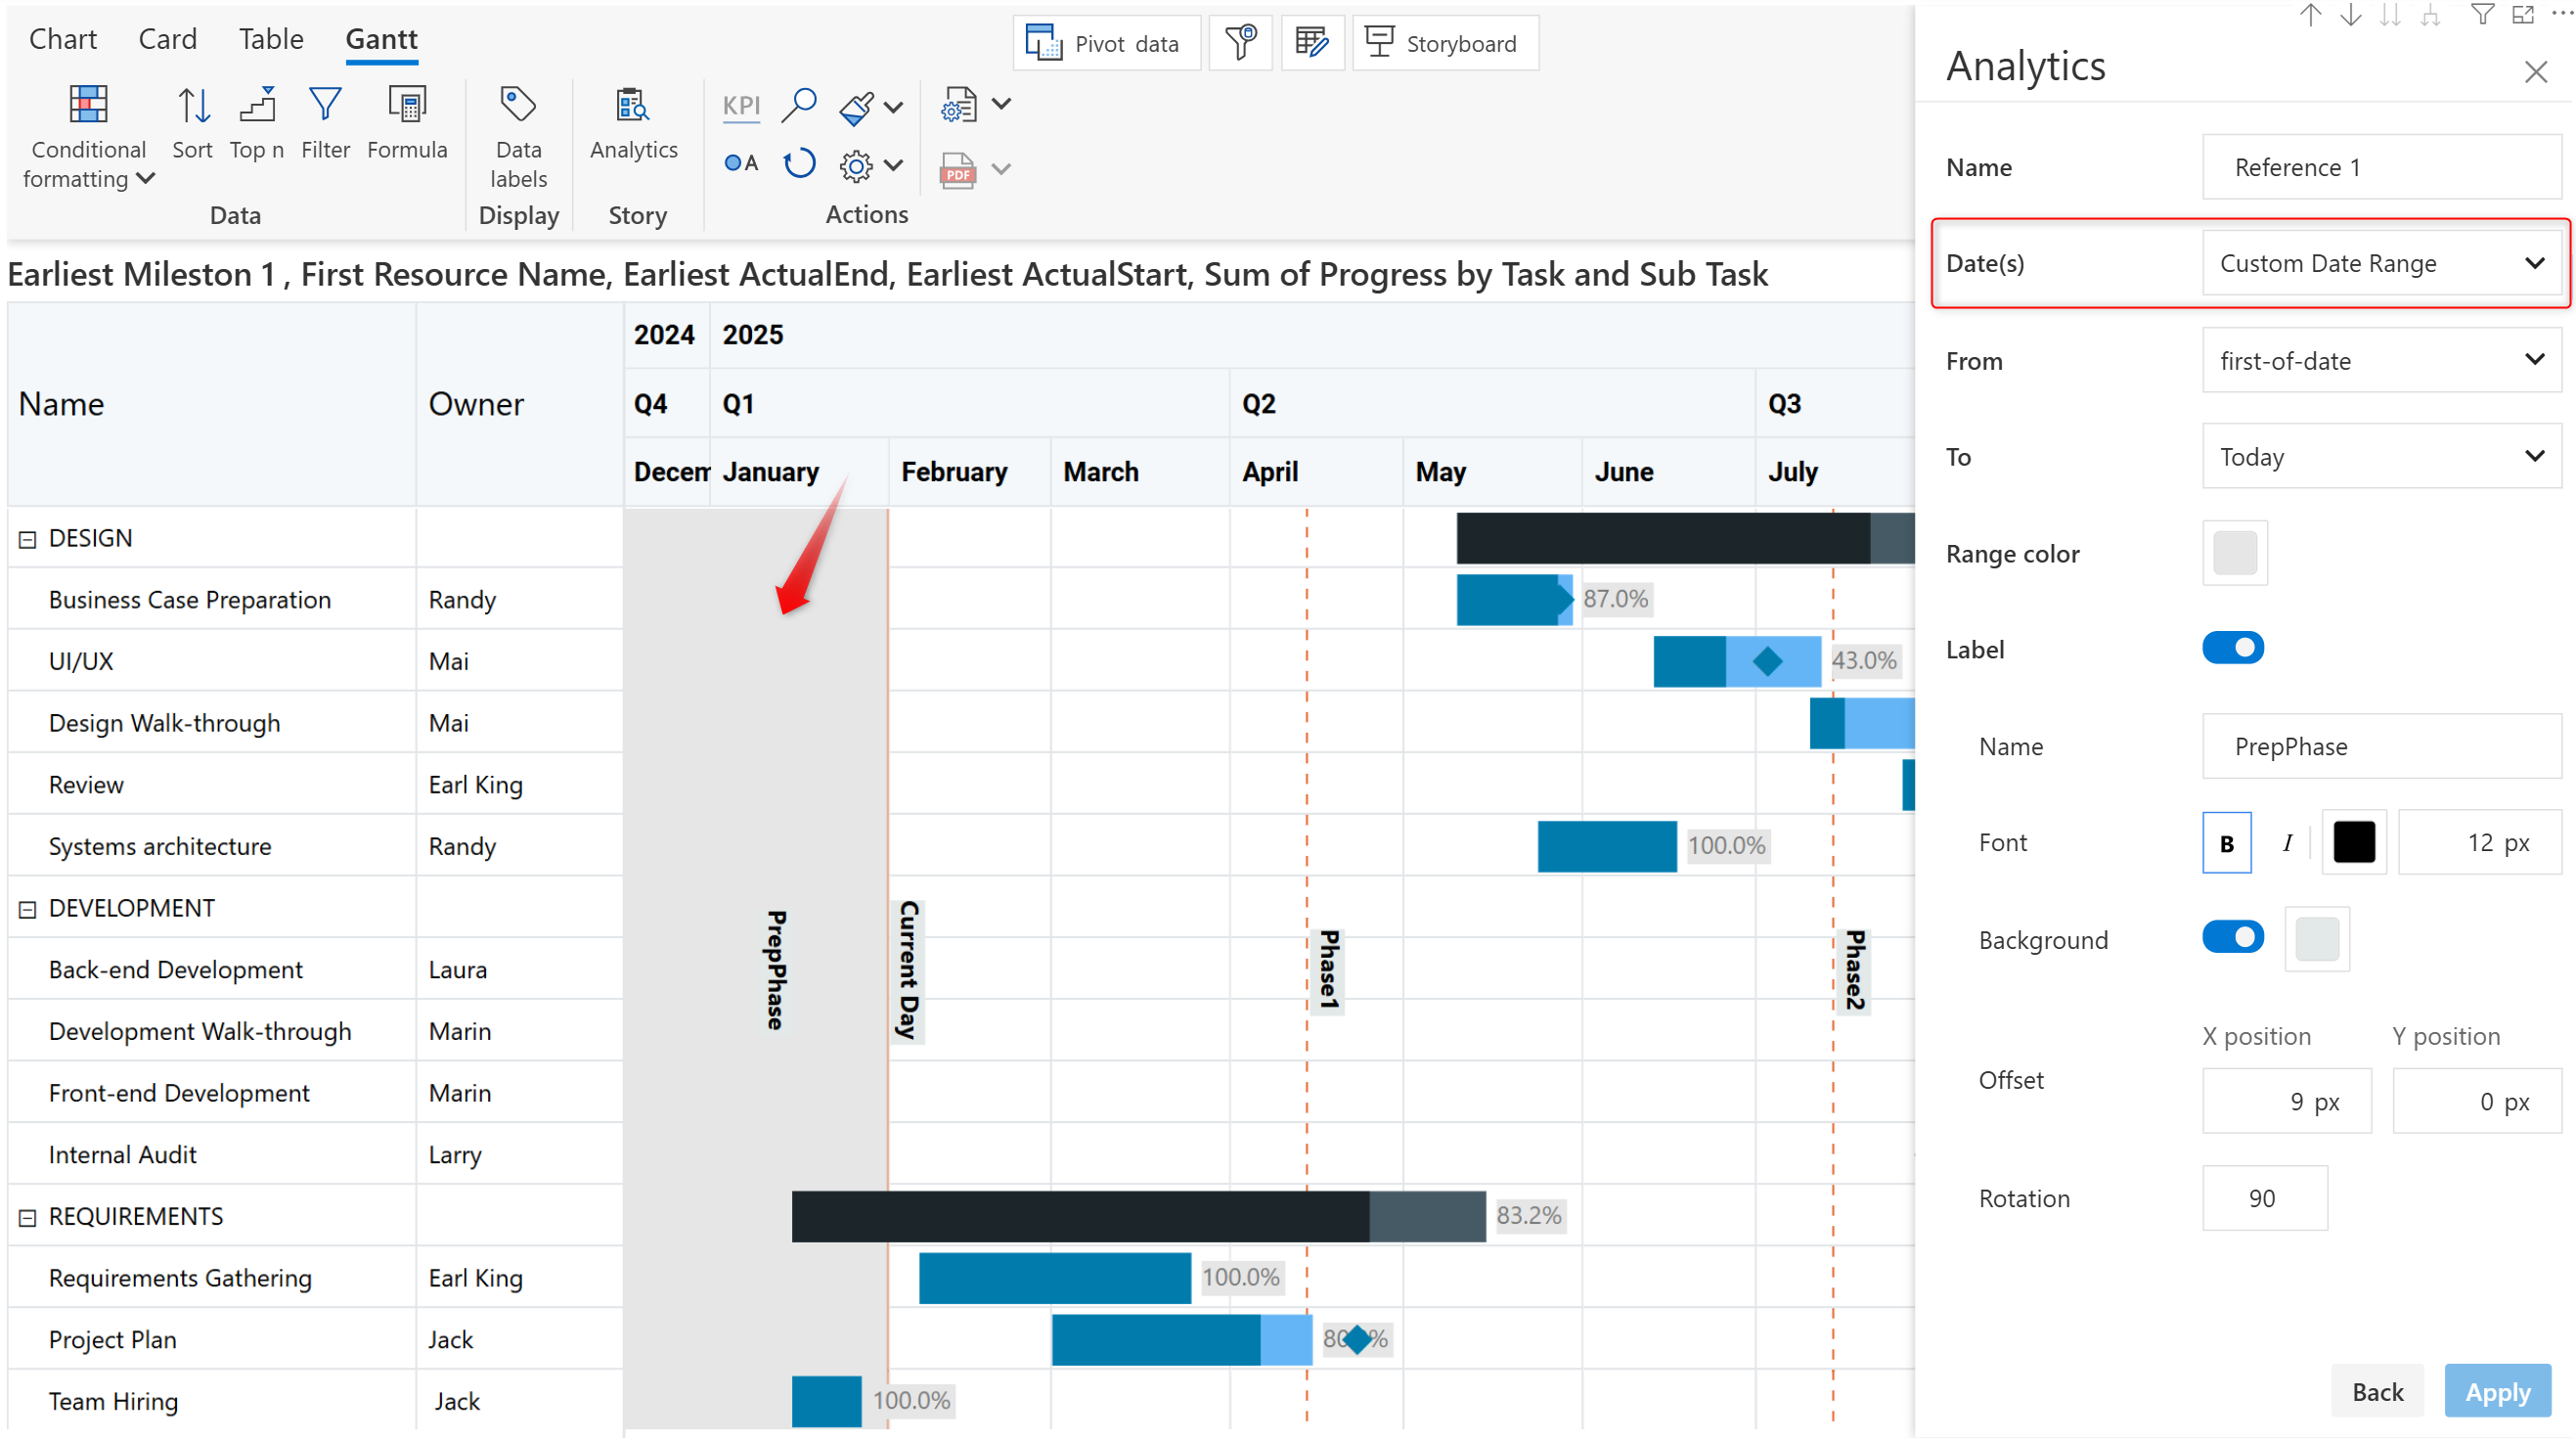 Chart Card Table Gantt
Pivot data
Storyboard
KPI
Conditional
formatting
Sort
Top n
Filter
Formula
Data
labels
Analytics
A
PDF
Data
Display
Story
Actions
Earliest Mileston 1 , First Resource Name, Earliest ActualEnd, Earliest ActualStart, Sum of Progress by Task and Sub Task
Name
Owner
2024 2025
Q4 Q1 Q2 Q3
Decem January February March April May June July
DESIGN
Business Case Preparation Randy 87.0%
UI/UX Mai 43.0%
Design Walk-through Mai
Review Earl King
Systems architecture Randy 100.0%
DEVELOPMENT
Back-end Development Laura
Development Walk-through Marin
Front-end Development Marin
Internal Audit Larry
REQUIREMENTS 83.2%
Requirements Gathering Earl King 100.0%
Project Plan Jack
Team Hiring Jack 100.0%
PrepPhase
Current Day
Phase1
Phase2
Analytics
Name Reference 1
Date(s) Custom Date Range
From first-of-date
To Today
Range color
Label
Name PrepPhase
Font B I 12 px
Background
X position Y position
Offset 9 px 0 px
Rotation 90
Back Apply